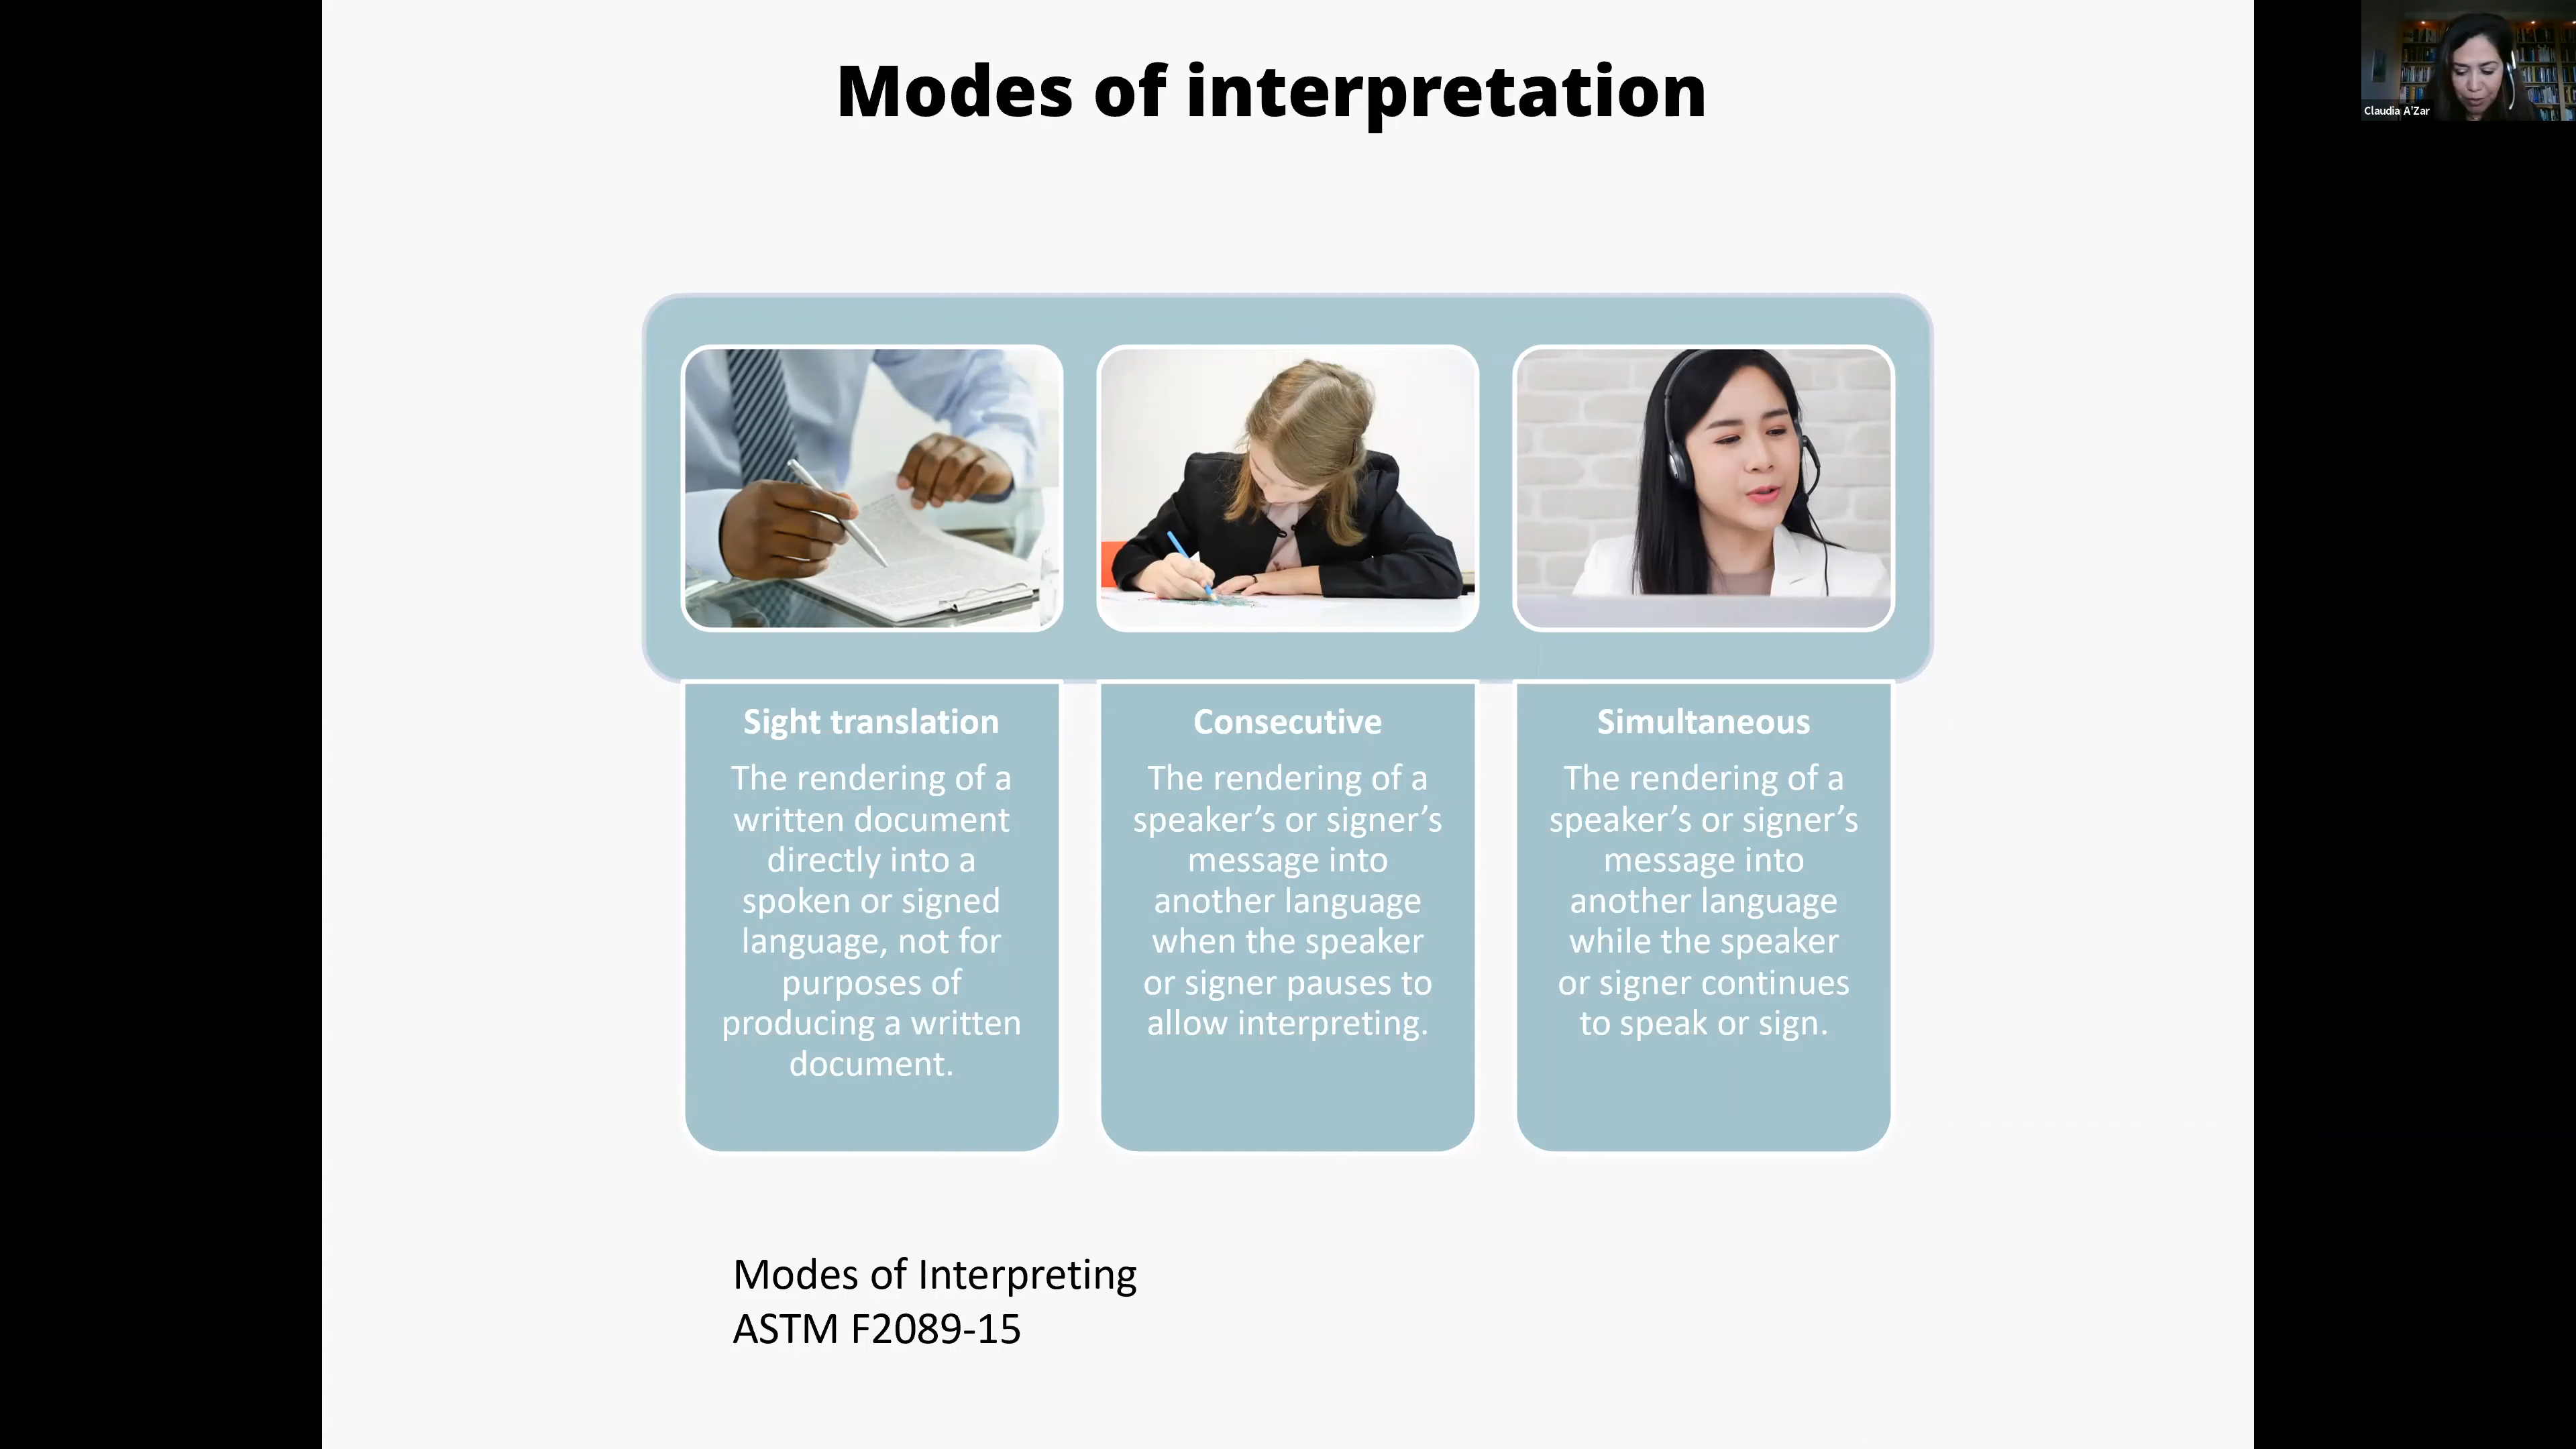 Modes of interpretation
Claudia A'Zar
Sight translation
The rendering of a
written document
directly into a
spoken or signed
language, not for
purposes of
producing a written
document.
Consecutive
The rendering of a
speaker’s or signer’s
message into
another language
when the speaker
or signer pauses to
allow interpreting.
Simultaneous
The rendering of a
speaker’s or signer’s
message into
another language
while the speaker
or signer continues
to speak or sign.
Modes of Interpreting
ASTM F2089-15